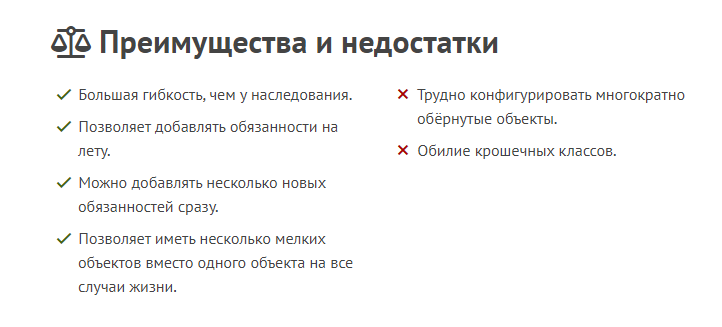 Преимущества и недостатки
Большая гибкость, чем у наследования.
Позволяет добавлять обязанности на
лету.
Можно добавлять несколько новых
обязанностей сразу.
Позволяет иметь несколько мелких
объектов вместо одного объекта на все
случаи жизни.
Трудно конфигурировать многократно
обёрнутые объекты.
Обилие крошечных классов.